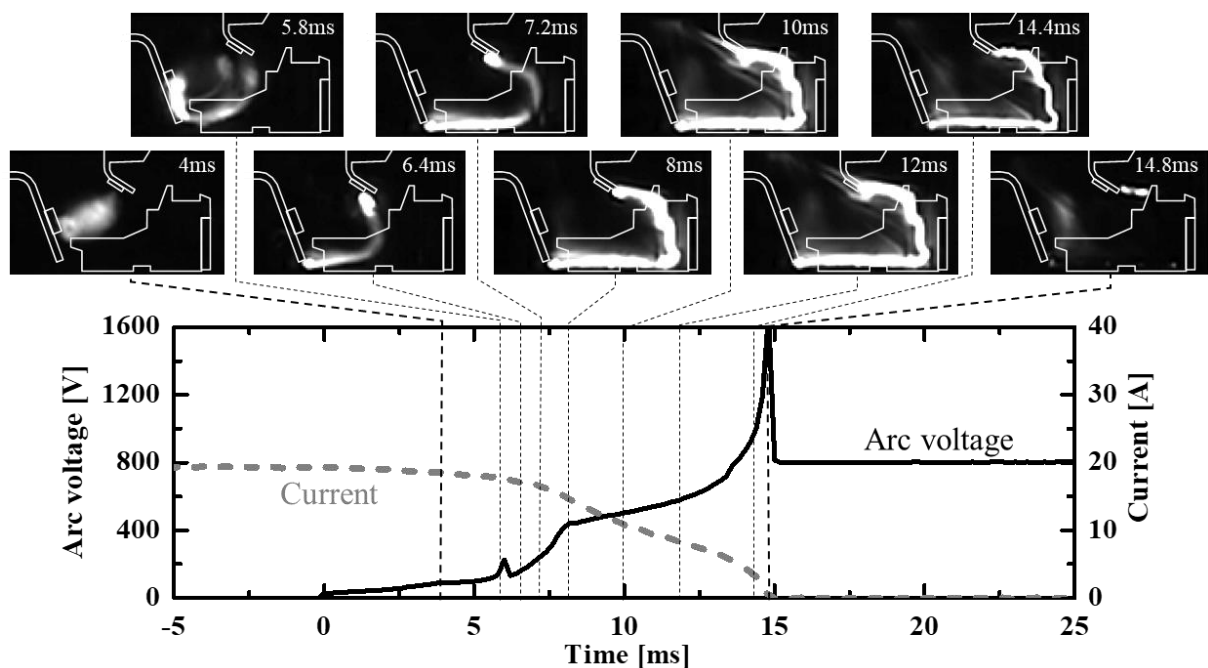 5.8ms
7.2ms
10ms
14.4ms
4ms
6.4ms
8ms
12ms
14.8ms
1600
1200
800
400
0
Arc voltage [V]
40
30
20
10
0
Current [A]
Arc voltage
Current
-5
0
5
10
15
20
25
Time [ms]